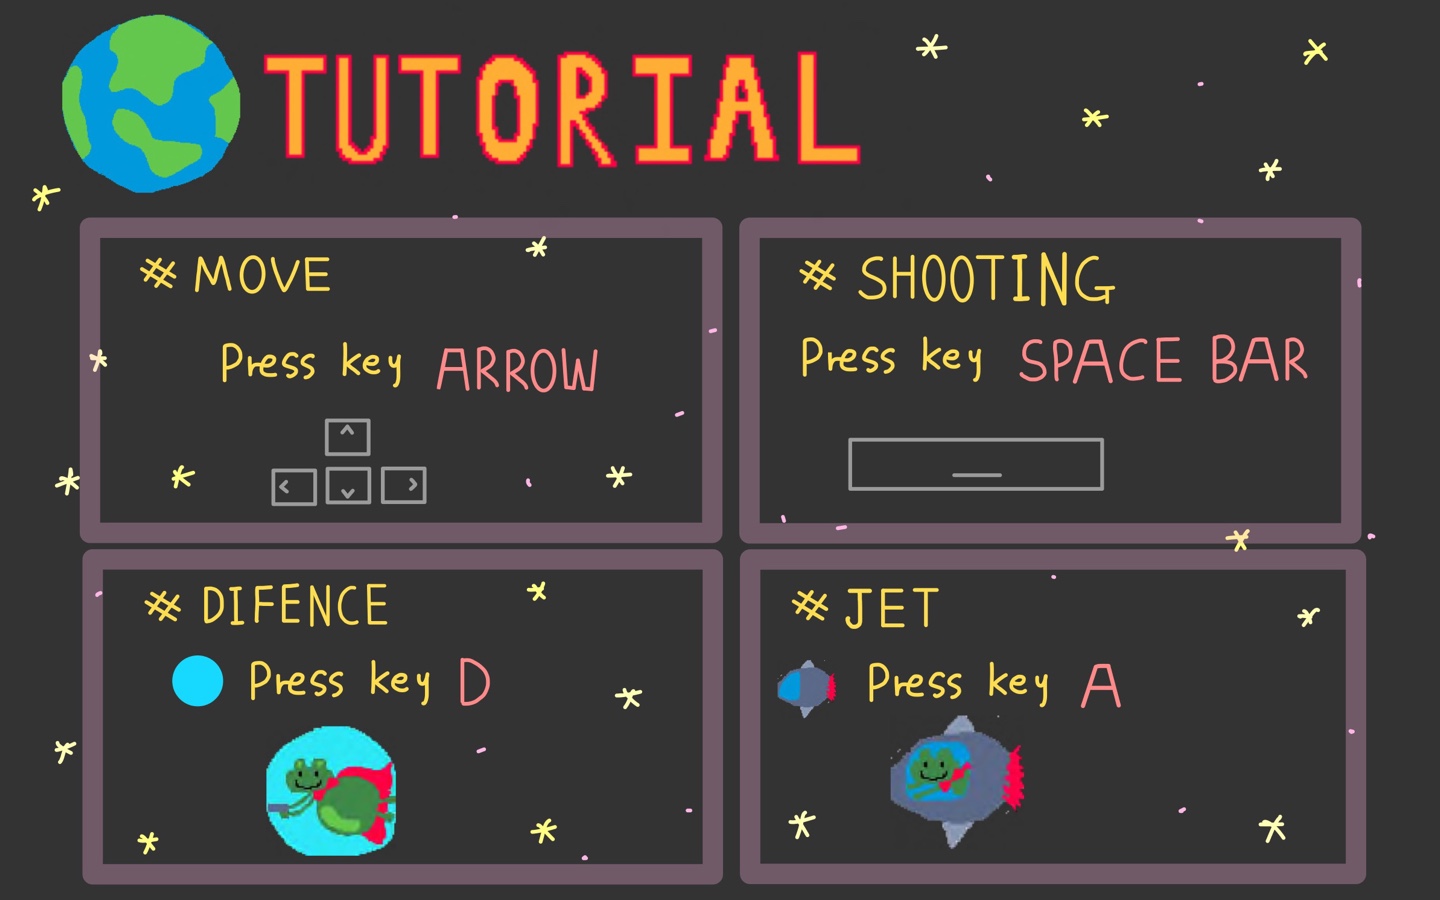 TUTORIAL
# MOVE
Press key ARROW
# SHOOTING
Press key SPACE BAR
# DIFENCE
Press key D
# JET
Press key A